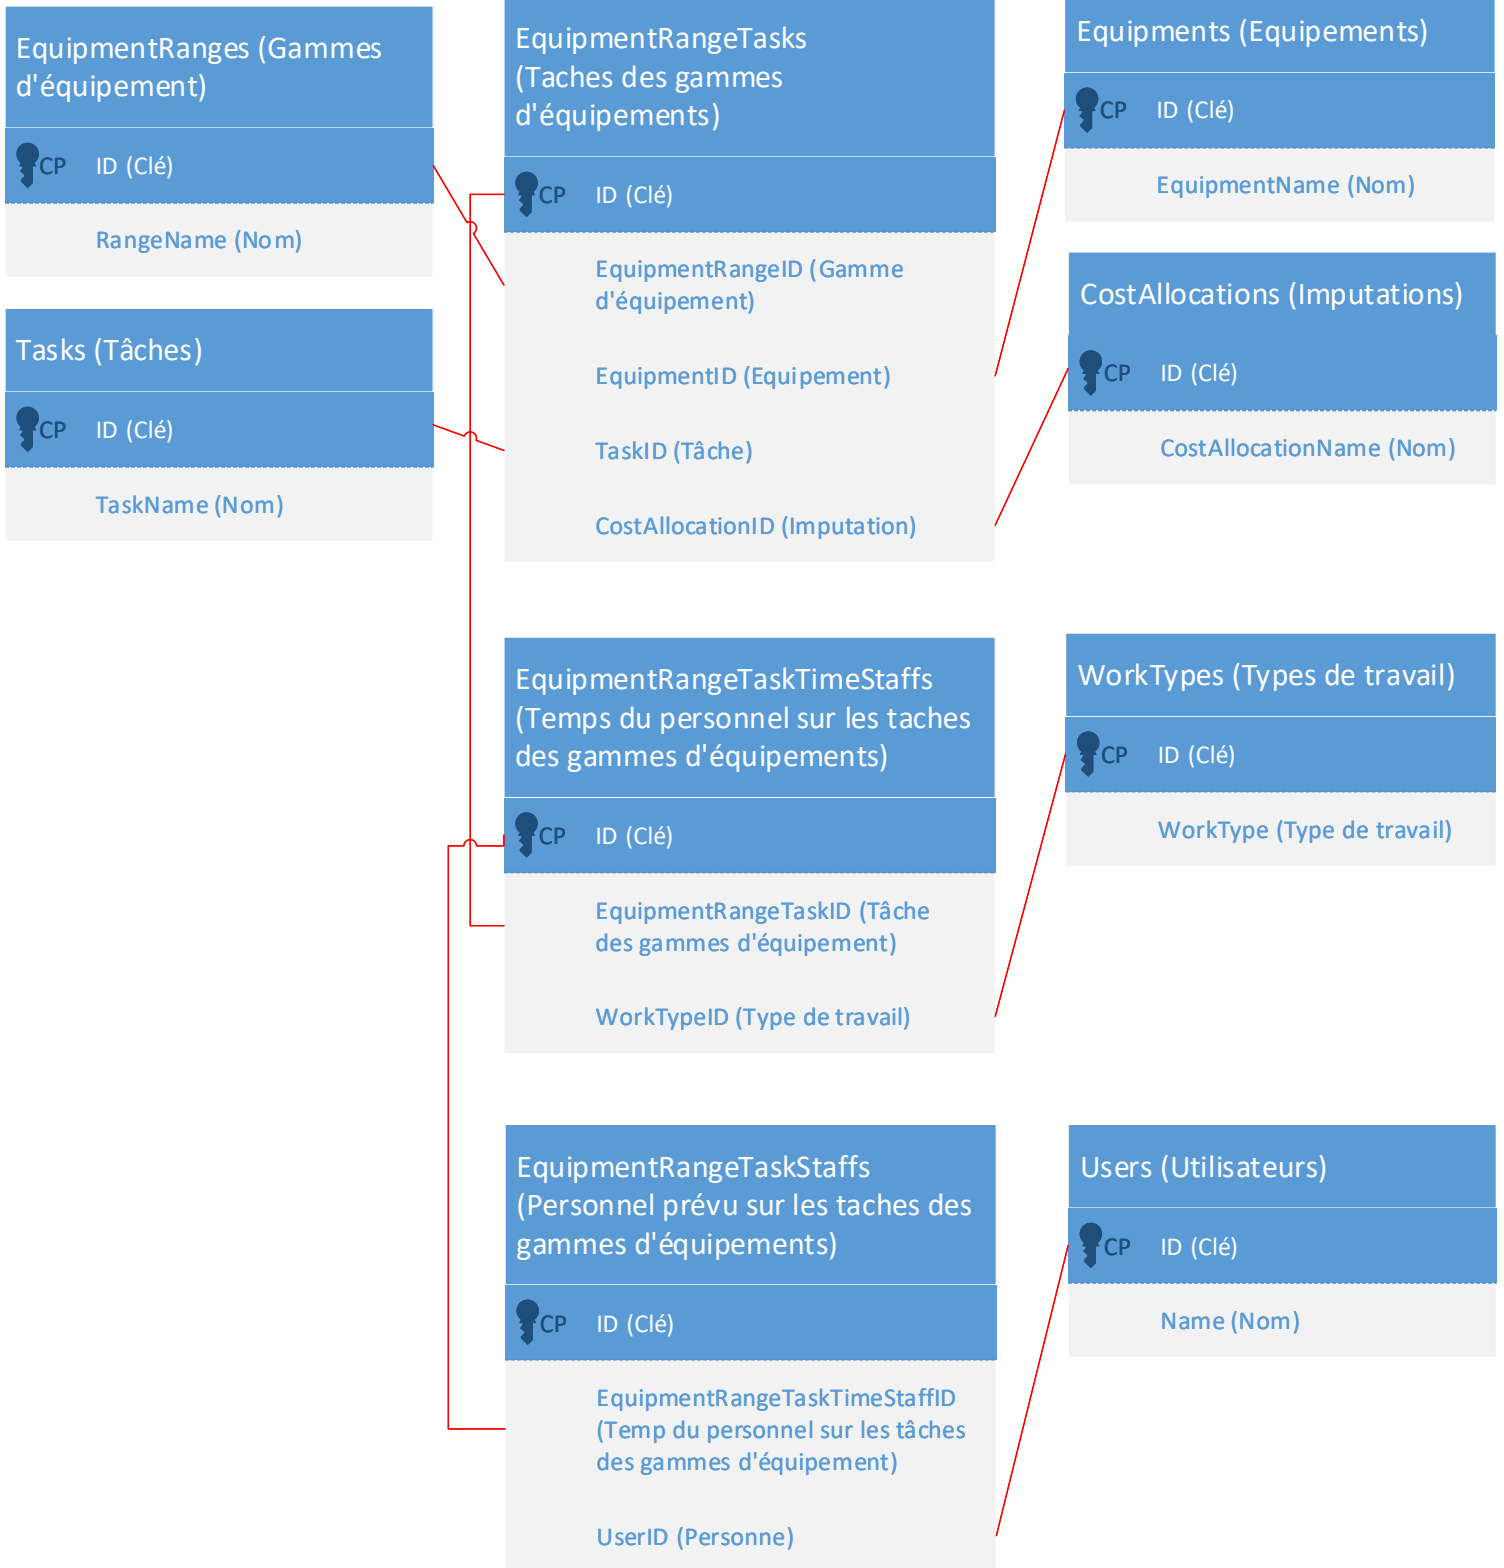 EquipmentRanges (Gammes
d'équipement)
CP ID (Clé)
RangeName (Nom)
Tasks (Tâches)
CP ID (Clé)
TaskName (Nom)
EquipmentRangeTasks
(Taches des gammes
d'équipements)
CP ID (Clé)
EquipmentRangeID (Gamme
d'équipement)
EquipmentID (Equipement)
TaskID (Tâche)
CostAllocationID (Imputation)
Equipments (Equipements)
CP ID (Clé)
EquipmentName (Nom)
CostAllocations (Imputations)
CP ID (Clé)
CostAllocationName (Nom)
EquipmentRangeTaskTimeStaffs
(Temps du personnel sur les taches
des gammes d'équipements)
CP ID (Clé)
EquipmentRangeTaskID (Tâche
des gammes d'équipement)
WorkTypeID (Type de travail)
WorkTypes (Types de travail)
CP ID (Clé)
WorkType (Type de travail)
EquipmentRangeTaskStaffs
(Personnel prévu sur les taches des
gammes d'équipements)
CP ID (Clé)
EquipmentRangeTaskTimeStaffID
(Temp du personnel sur les tâches
des gammes d'équipement)
UserID (Personne)
Users (Utilisateurs)
CP ID (Clé)
Name (Nom)